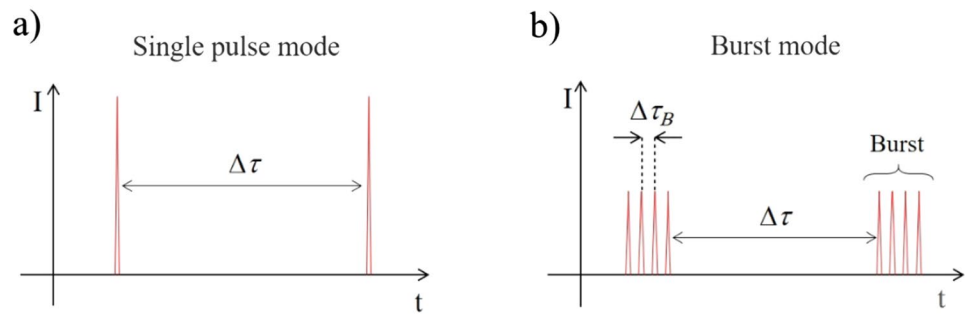 a)
Single pulse mode
I
Δτ
t
b)
Burst mode
I
Δτ_B
Burst
Δτ
t